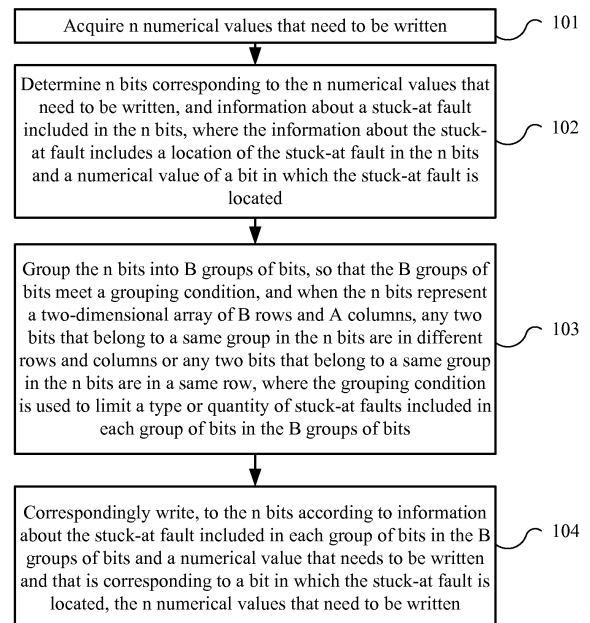 Acquire n numerical values that need to be written
101
Determine n bits corresponding to the n numerical values that
need to be written, and information about a stuck-at fault
included in the n bits, where the information about the stuck-
at fault includes a location of the stuck-at fault in the n bits
and a numerical value of a bit in which the stuck-at fault is
located
102
Group the n bits into B groups of bits, so that the B groups of
bits meet a grouping condition, and when the n bits represent
a two-dimensional array of B rows and A columns, any two
bits that belong to a same group in the n bits are in different
rows and columns or any two bits that belong to a same group
in the n bits are in a same row, where the grouping condition
is used to limit a type or quantity of stuck-at faults included in
each group of bits in the B groups of bits
103
Correspondingly write, to the n bits according to information
about the stuck-at fault included in each group of bits in the B
groups of bits and a numerical value that needs to be written
and that is corresponding to a bit in which the stuck-at fault is
located, the n numerical values that need to be written
104